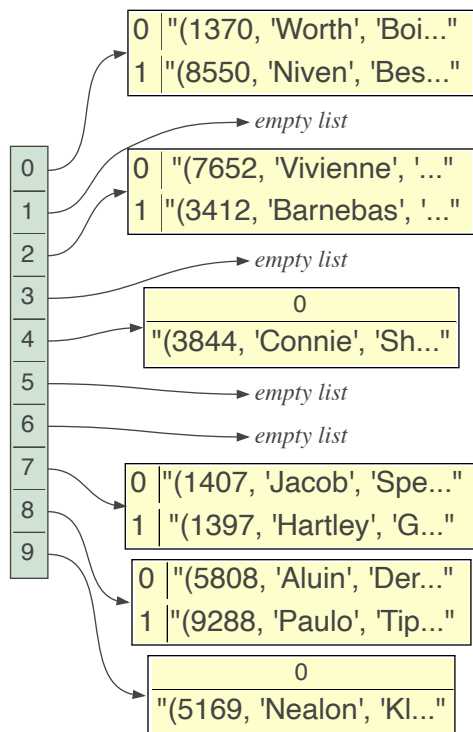 0 "(1370, 'Worth', 'Boi..."
1 "(8550, 'Niven', 'Bes..."
empty list
0
0 "(7652, 'Vivienne', '..."
1
1 "(3412, 'Barnebas', '..."
2
empty list
3
0
4
"(3844, 'Connie', 'Sh..."
5
empty list
6
empty list
7
0 "(1407, 'Jacob', 'Spe..."
1 "(1397, 'Hartley', 'G..."
8
9
0 "(5808, 'Aluin', 'Der..."
1 "(9288, 'Paulo', 'Tip..."
0
"(5169, 'Nealon', 'Kl..."